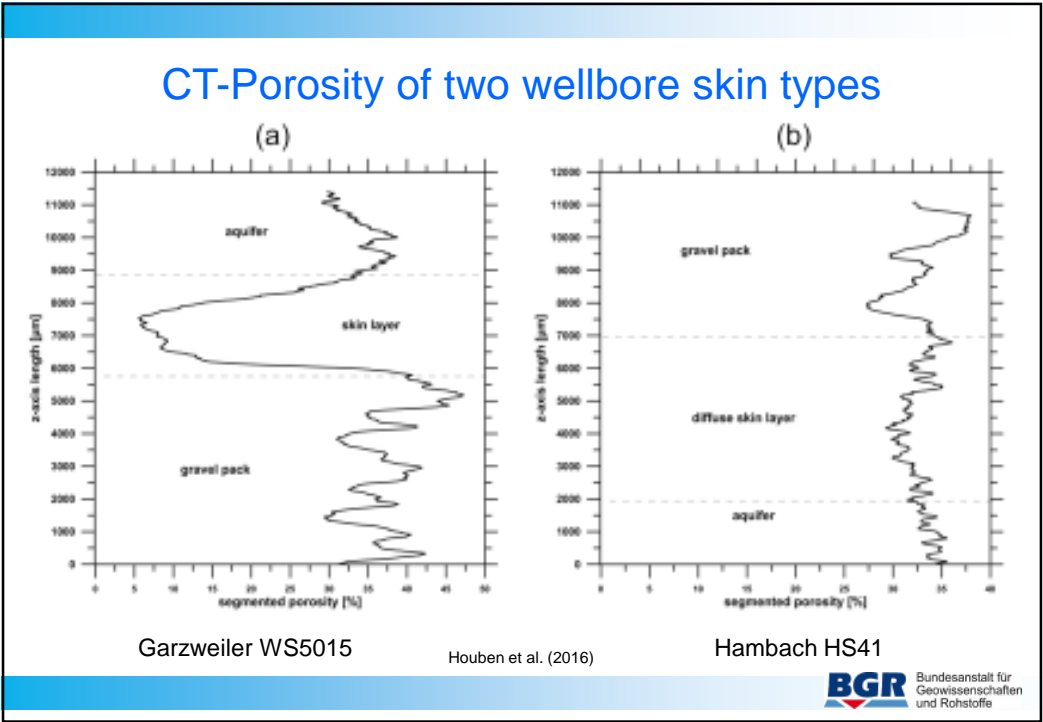 CT-Porosity of two wellbore skin types
(a)
12000
11000
10000
9000
8000
7000
6000
5000
4000
3000
2000
1000
0
z-axis length [µm]
aquifer
skin layer
gravel pack
0 5 10 15 20 25 30 35 40 45 50
segmented porosity [%]
Garzweiler WS5015
(b)
12000
11000
10000
9000
8000
7000
6000
5000
4000
3000
2000
1000
0
z-axis length [µm]
gravel pack
diffuse skin layer
aquifer
0 5 10 15 20 25 30 35 40
segmented porosity [%]
Hambach HS41
Houben et al. (2016)
BGR
Bundesanstalt für
Geowissenschaften
und Rohstoffe